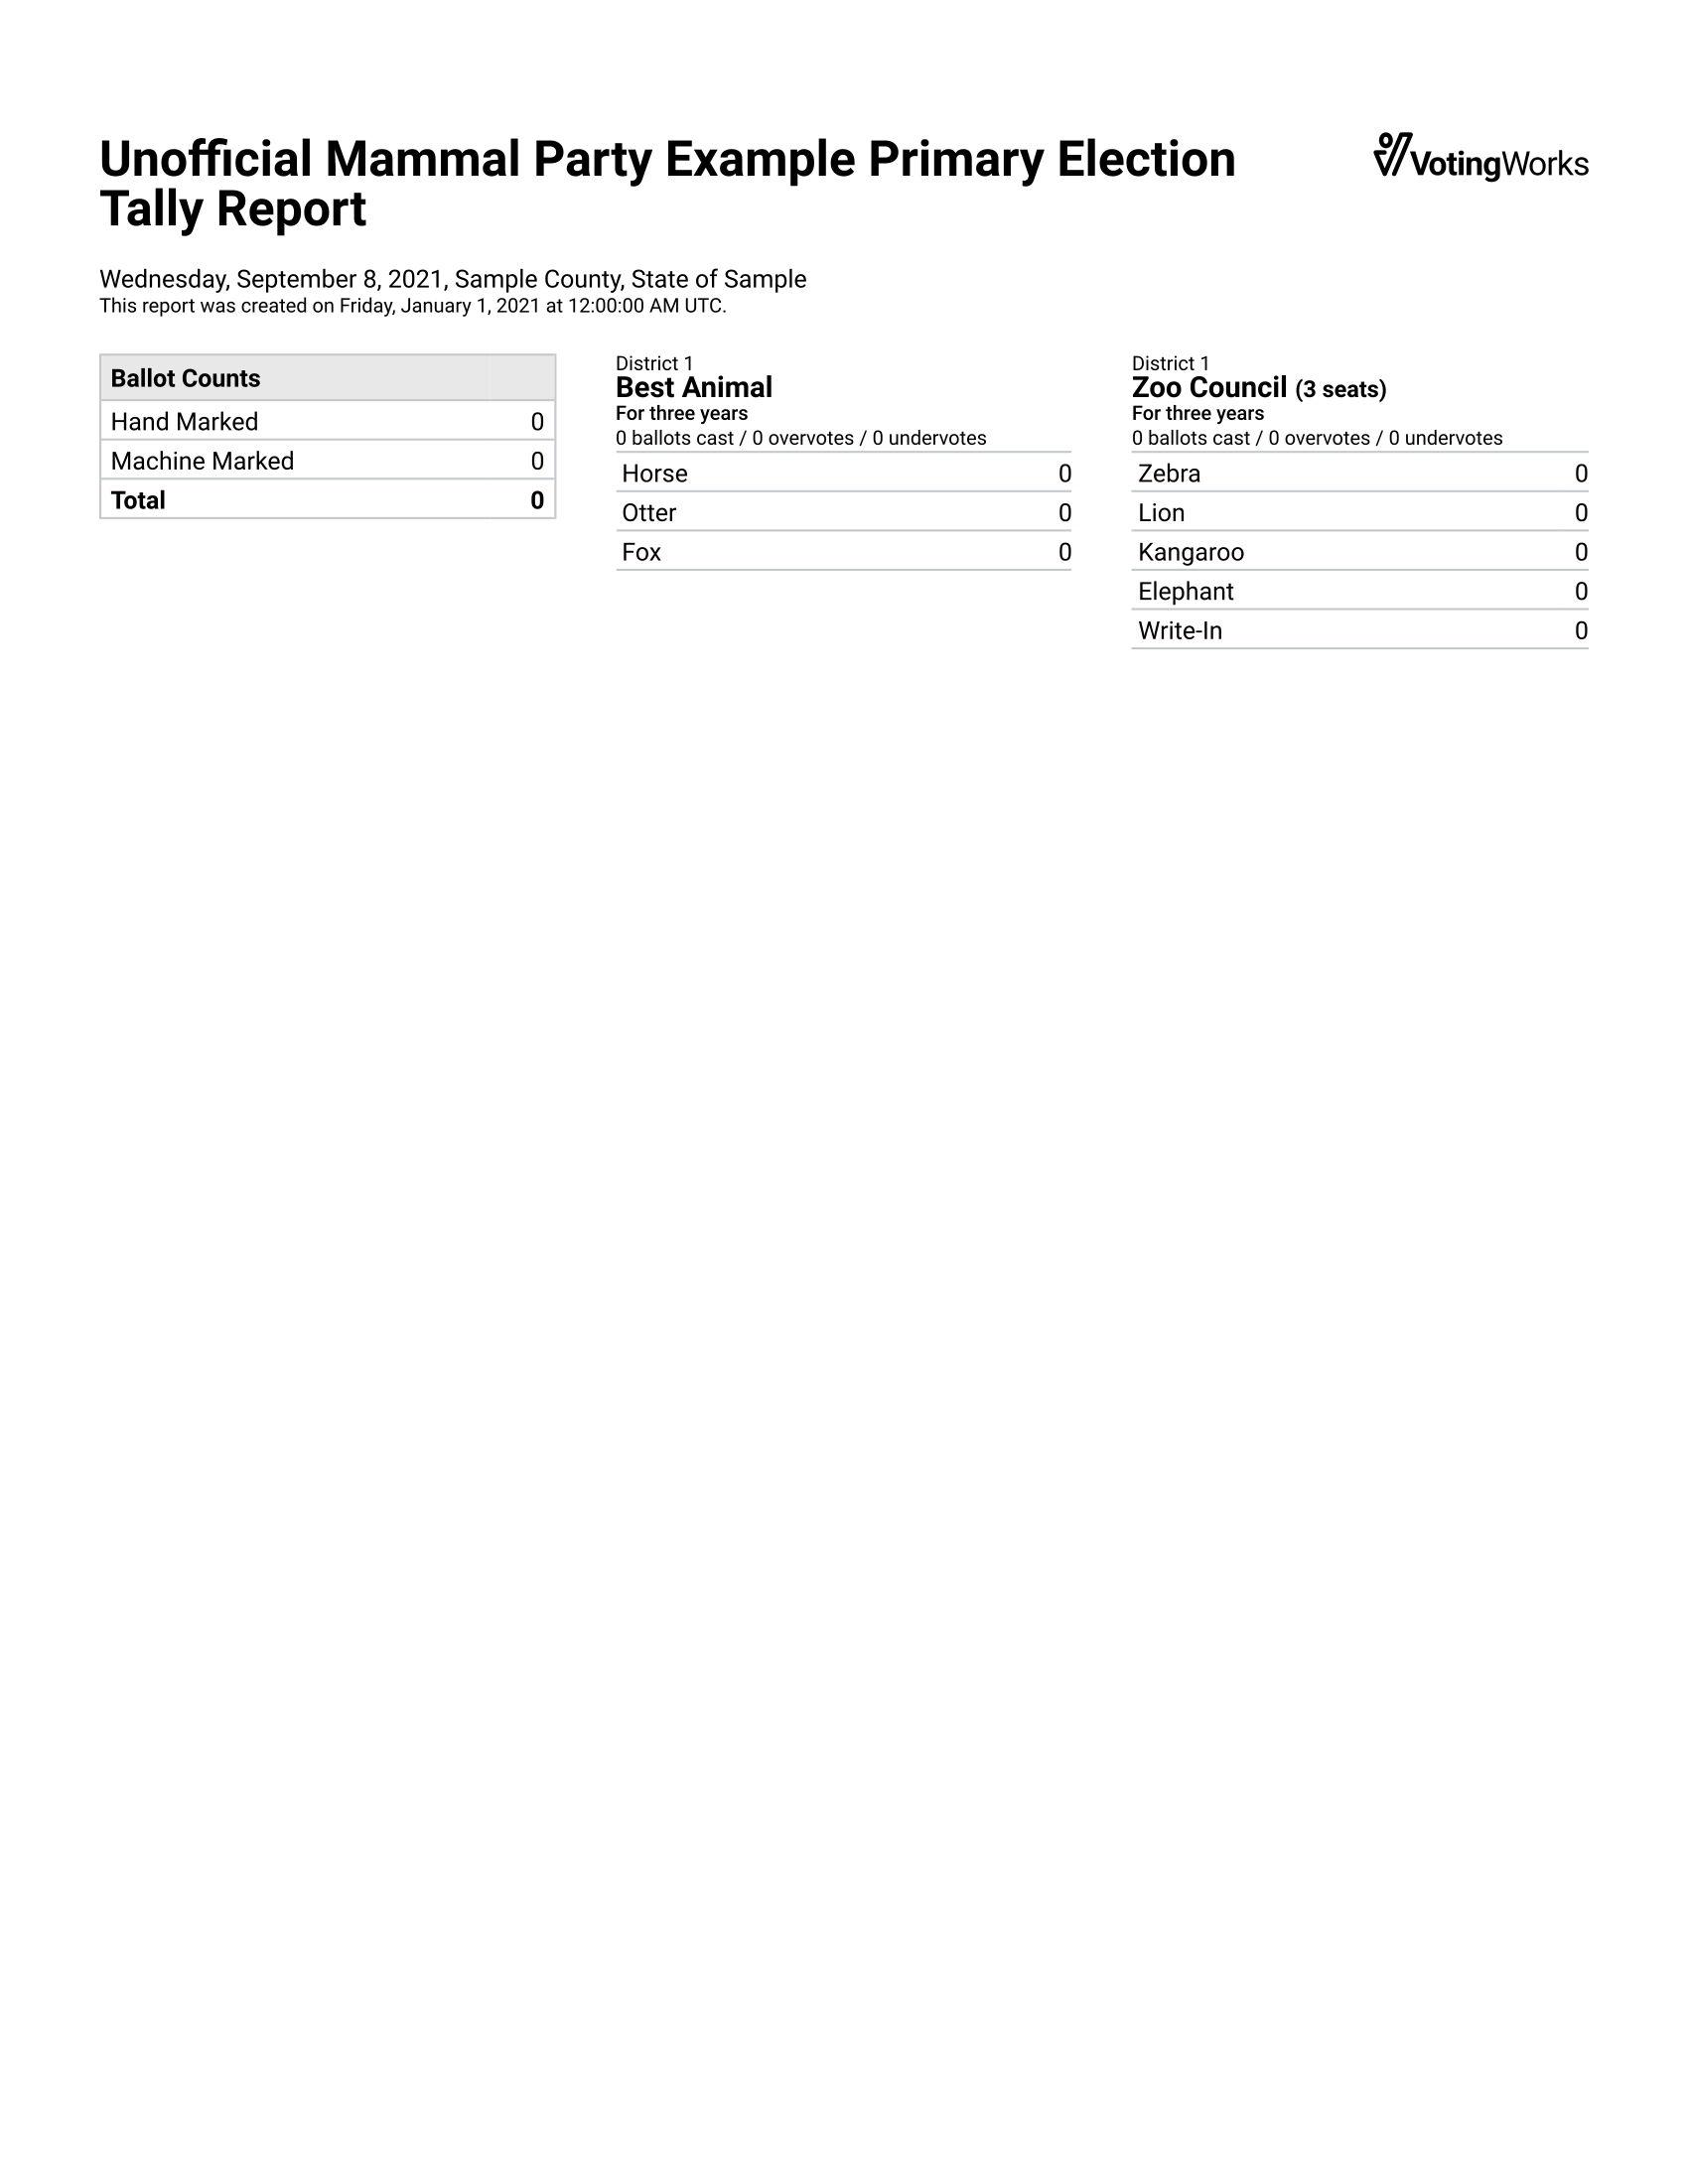 Unofficial Mammal Party Example Primary Election
Tally Report
VotingWorks
Wednesday, September 8, 2021, Sample County, State of Sample
This report was created on Friday, January 1, 2021 at 12:00:00 AM UTC.
Ballot Counts
Hand Marked 0
Machine Marked 0
Total 0
District 1
Best Animal
For three years
0 ballots cast / 0 overvotes / 0 undervotes
Horse 0
Otter 0
Fox 0
District 1
Zoo Council (3 seats)
For three years
0 ballots cast / 0 overvotes / 0 undervotes
Zebra 0
Lion 0
Kangaroo 0
Elephant 0
Write-In 0